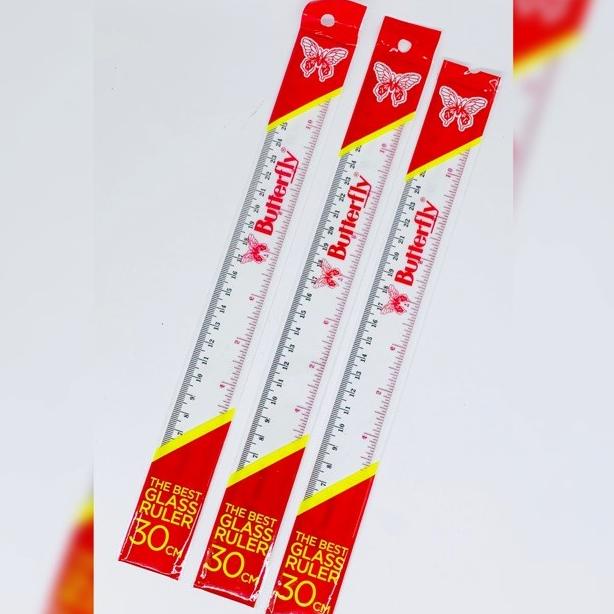 Butterfly®
THE BEST
GLASS
RULER
30CM
Butterfly®
THE BEST
GLASS
RULER
30CM
Butterfly®
THE BEST
GLASS
RULER
30CM